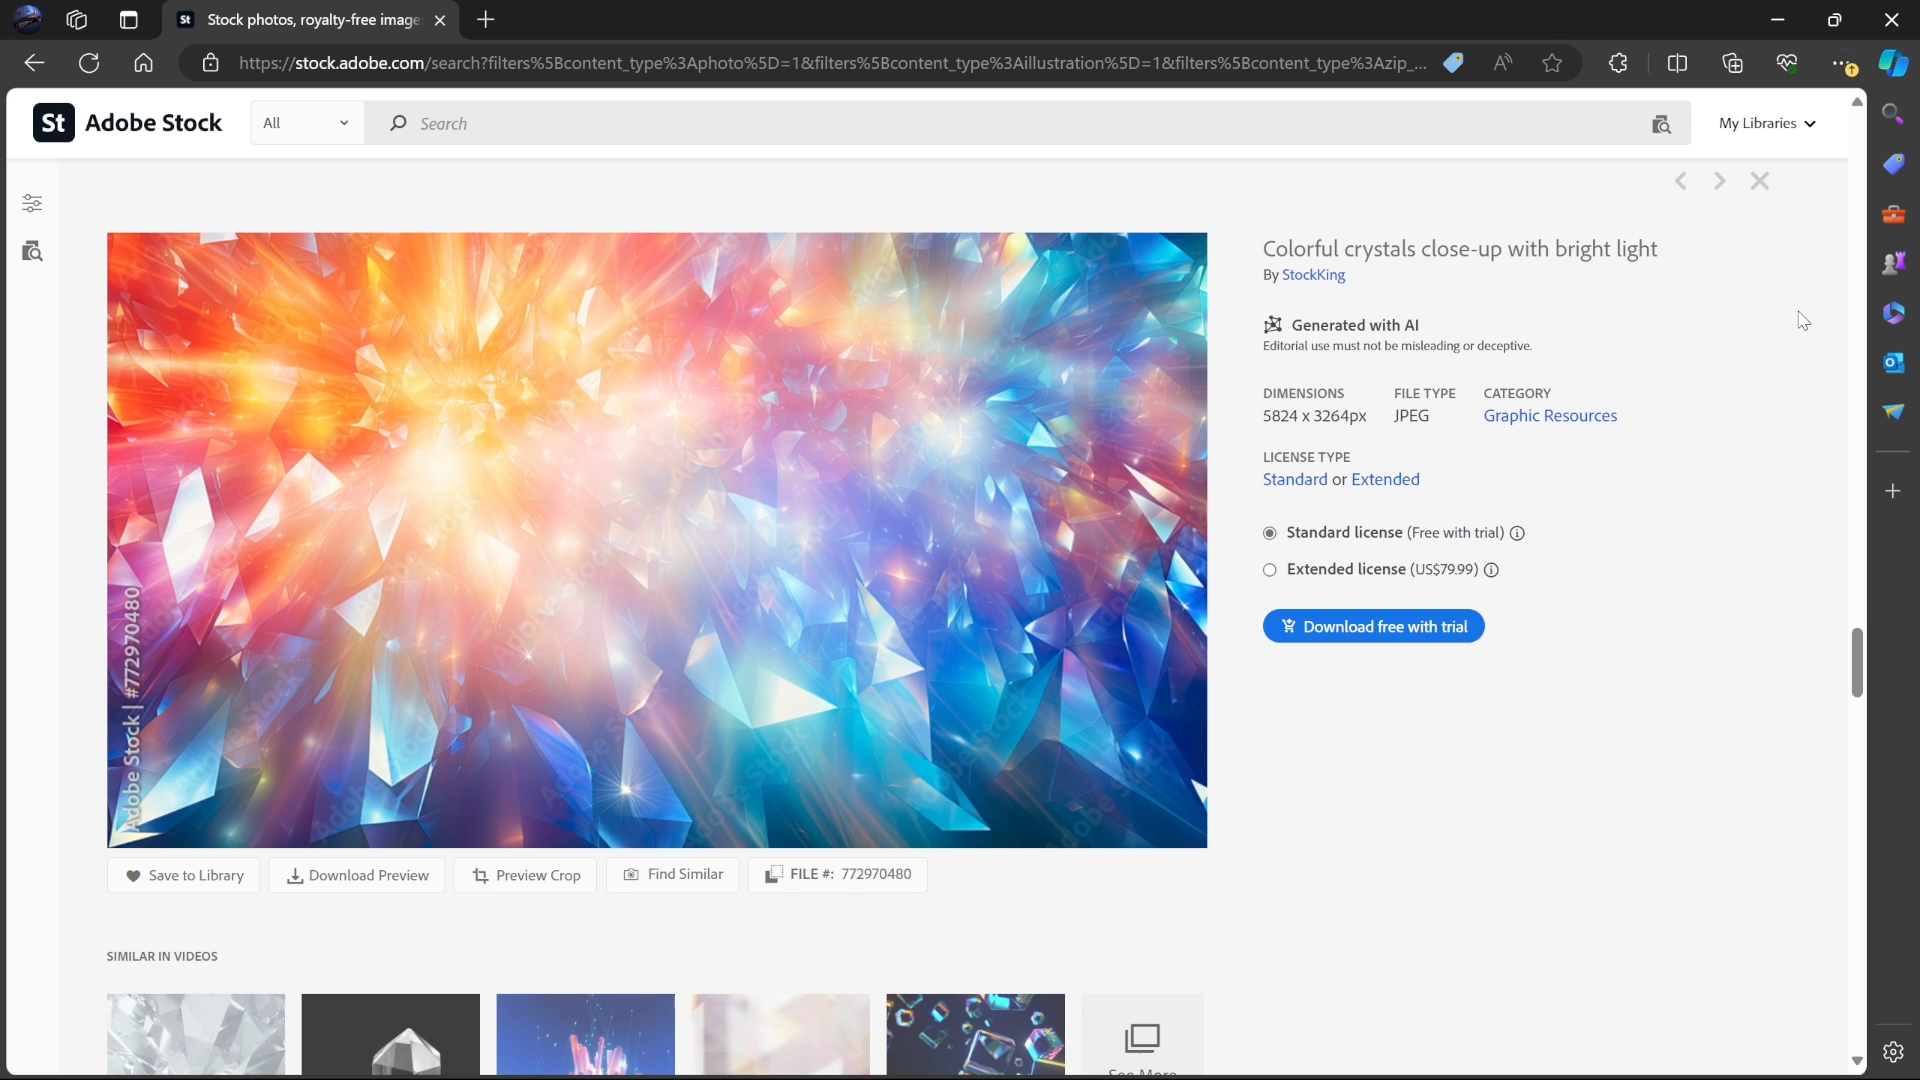 St Stock photos, royalty-free image
https://stock.adobe.com/search?filters%5Bcontent_type%3Aphoto%5D=1&filters%5Bcontent_type%3Aillustration%5D=1&filters%5Bcontent_type%3Azip_...
St Adobe Stock All Search My Libraries
Colorful crystals close-up with bright light
By StockKing
Generated with AI
Editorial use must not be misleading or deceptive.
DIMENSIONS FILE TYPE CATEGORY
5824 x 3264px JPEG Graphic Resources
LICENSE TYPE
Standard or Extended
Standard license (Free with trial)
Extended license (US$79.99)
Download free with trial
Adobe Stock | #772970480
Save to Library Download Preview Preview Crop Find Similar FILE #: 772970480
SIMILAR IN VIDEOS
See More